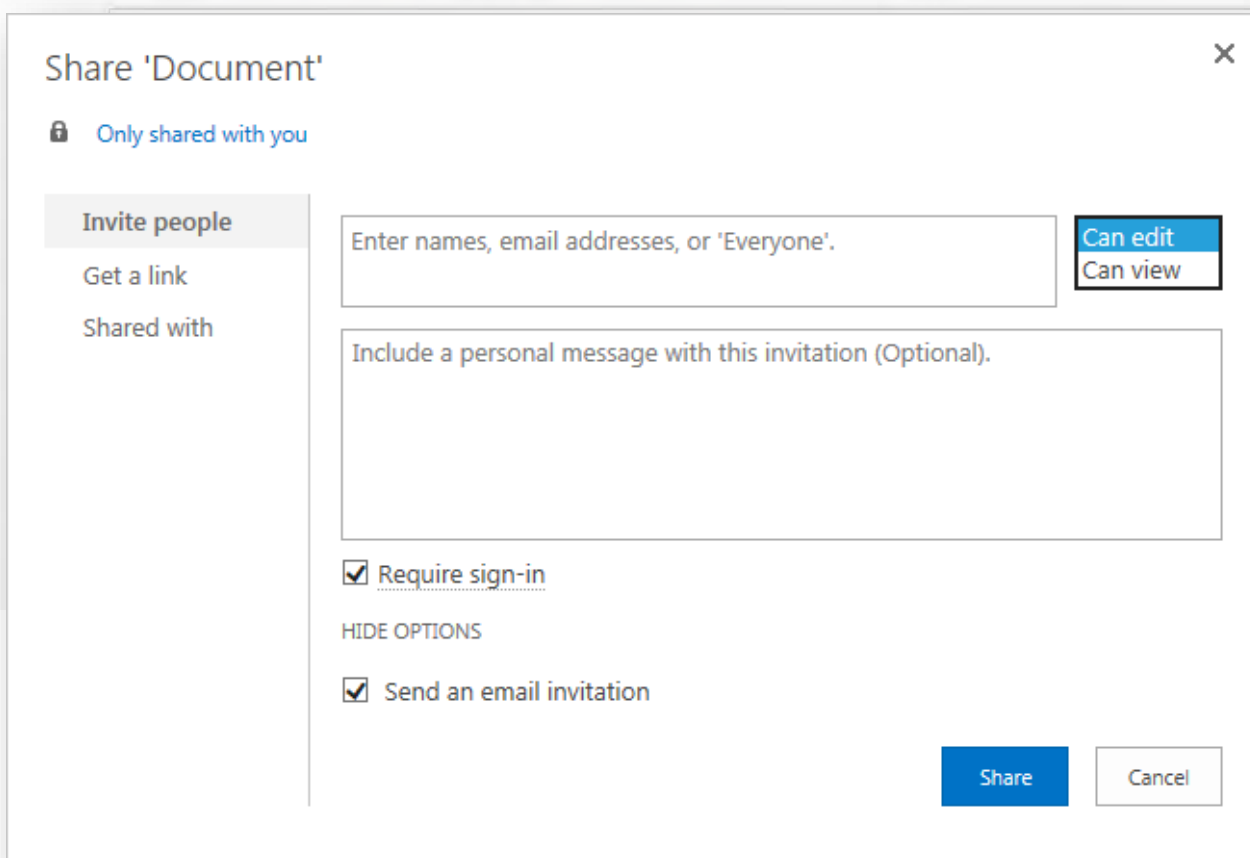 Share 'Document'
Only shared with you
Invite people
Get a link
Shared with
Enter names, email addresses, or 'Everyone'.
Can edit
Can view
Include a personal message with this invitation (Optional).
Require sign-in
HIDE OPTIONS
Send an email invitation
Share
Cancel